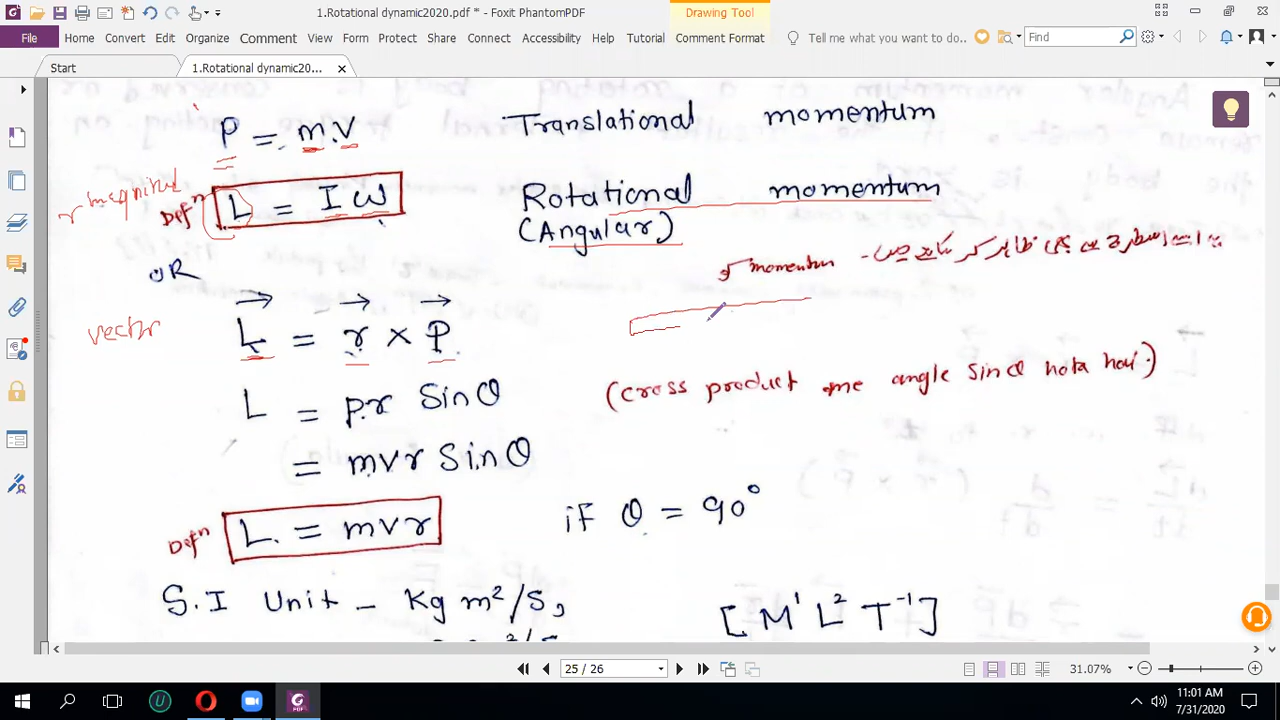 1.Rotational dynamic2020.pdf * - Foxit PhantomPDF
Drawing Tool
File Home Convert Edit Organize Comment View Form Protect Share Connect Accessibility Help Tutorial Comment Format Tell me what you want to do... Find
Start 1.Rotational dynamic20...
P = mv Translational momentum
Defⁿ L = I ω Rotational momentum
(Angular)
OR
momentum
vector L⃗ = r⃗ × P⃗
(cross product me angle Sinθ hota hai.)
L = pr Sinθ
= mvr Sinθ
Defⁿ L = mvr if θ = 90°
S.I Unit - Kg m²/S, [M¹ L² T⁻¹]
25 / 26 31.07%
11:01 AM
7/31/2020